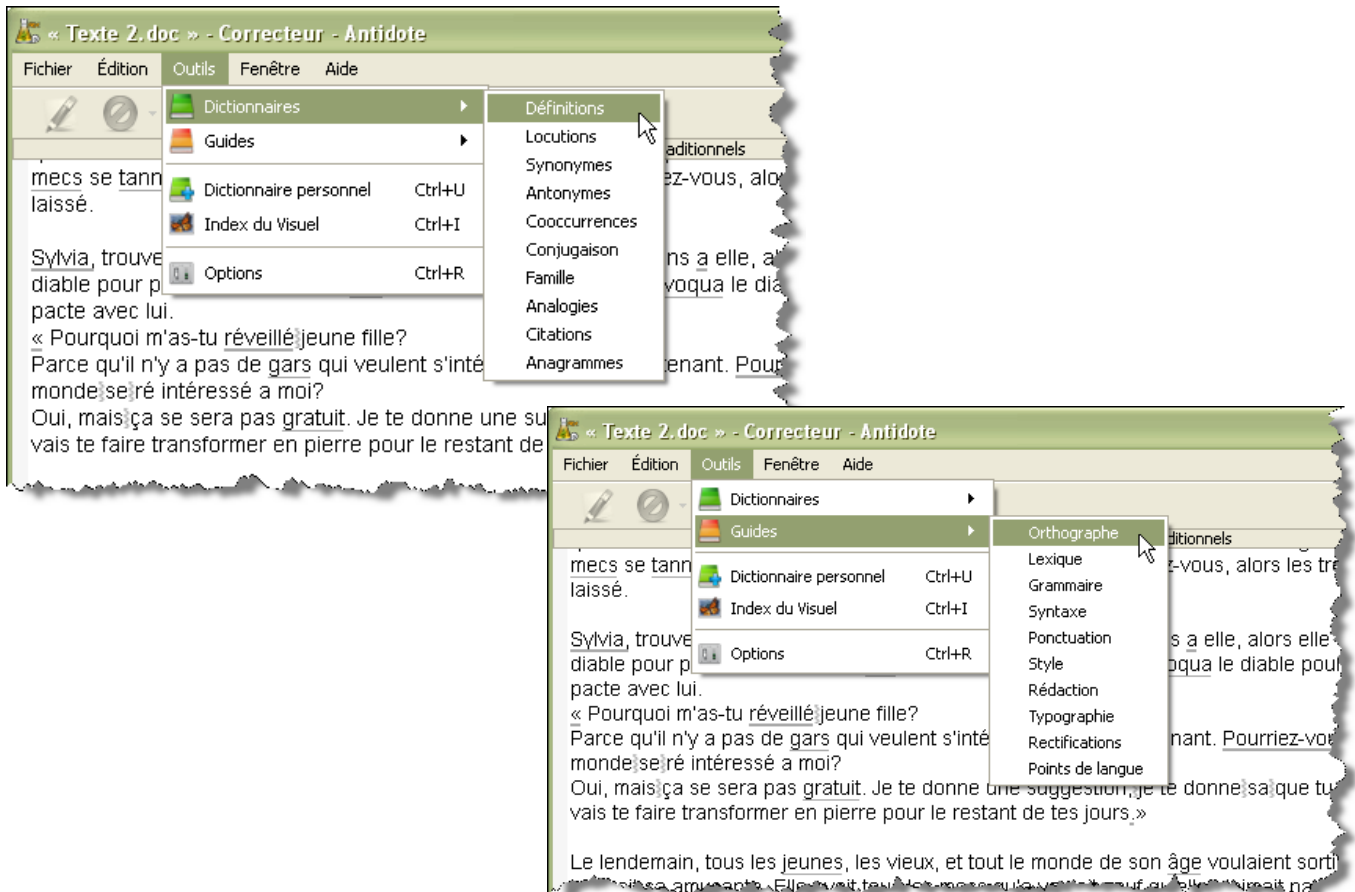 « Texte 2.doc » - Correcteur - Antidote
Fichier Édition Outils Fenêtre Aide
Dictionnaires
Guides
Dictionnaire personnel Ctrl+U
Index du Visuel Ctrl+I
Options Ctrl+R
Définitions
Locutions
Synonymes
Antonymes
Cooccurrences
Conjugaison
Famille
Analogies
Citations
Anagrammes
aditionnels
mecs se tann ez-vous, alo
laissé.
Sylvia, trouve ns a elle, a
diable pour p voqua le dia
pacte avec lui.
« Pourquoi m'as-tu réveillé jeune fille?
Parce qu'il n'y a pas de gars qui veulent s'inté enant. Pour
monde se ré intéressé a moi?
Oui, mais ça se sera pas gratuit. Je te donne une su
vais te faire transformer en pierre pour le restant de
« Texte 2.doc » - Correcteur - Antidote
Fichier Édition Outils Fenêtre Aide
Dictionnaires
Guides
Dictionnaire personnel Ctrl+U
Index du Visuel Ctrl+I
Options Ctrl+R
Orthographe
Lexique
Grammaire
Syntaxe
Ponctuation
Style
Rédaction
Typographie
Rectifications
Points de langue
ditionnels
mecs se tann z-vous, alors les tre
laissé.
Sylvia, trouve s a elle, alors elle
diable pour p oqua le diable pour
pacte avec lui.
« Pourquoi m'as-tu réveillé jeune fille?
Parce qu'il n'y a pas de gars qui veulent s'inté nant. Pourriez-vou
monde se ré intéressé a moi?
Oui, mais ça se sera pas gratuit. Je te donne une suggestion, je te donne sa que tu
vais te faire transformer en pierre pour le restant de tes jours.»
Le lendemain, tous les jeunes, les vieux, et tout le monde de son âge voulaient sorti